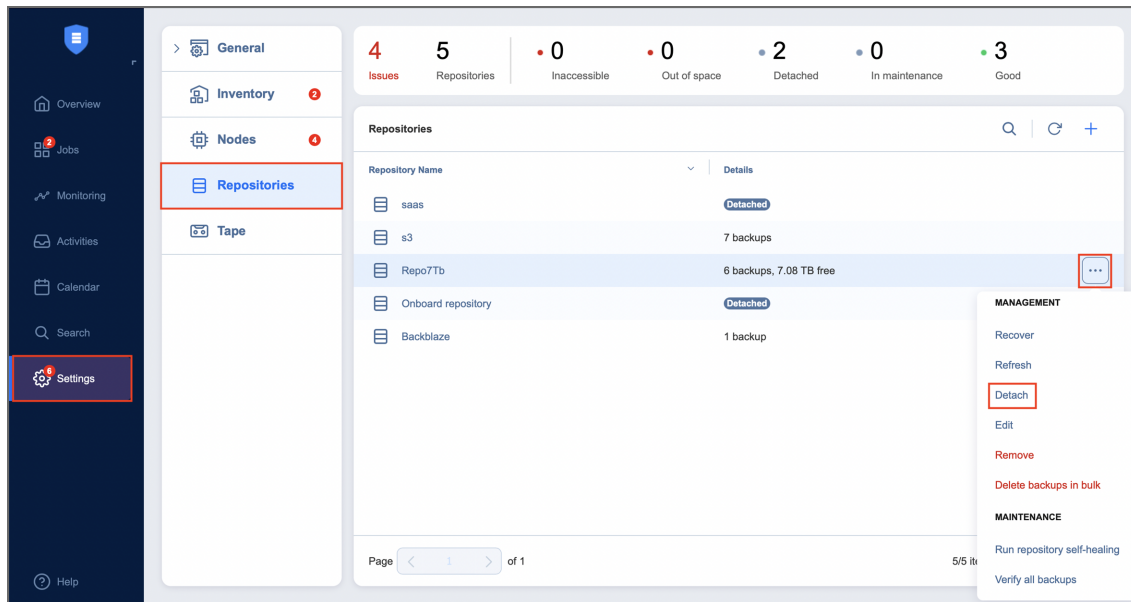 Overview
2
Jobs
Monitoring
Activities
Calendar
Search
6
Settings
Help
General
Inventory 2
Nodes 4
Repositories
Tape
4 5 0 0 2 0 3
Issues Repositories Inaccessible Out of space Detached In maintenance Good
Repositories
Repository Name Details
saas Detached
s3 7 backups
Repo7Tb 6 backups, 7.08 TB free
Onboard repository Detached
Backblaze 1 backup
MANAGEMENT
Recover
Refresh
Detach
Edit
Remove
Delete backups in bulk
MAINTENANCE
Run repository self-healing
Verify all backups
Page 1 of 1
5/5